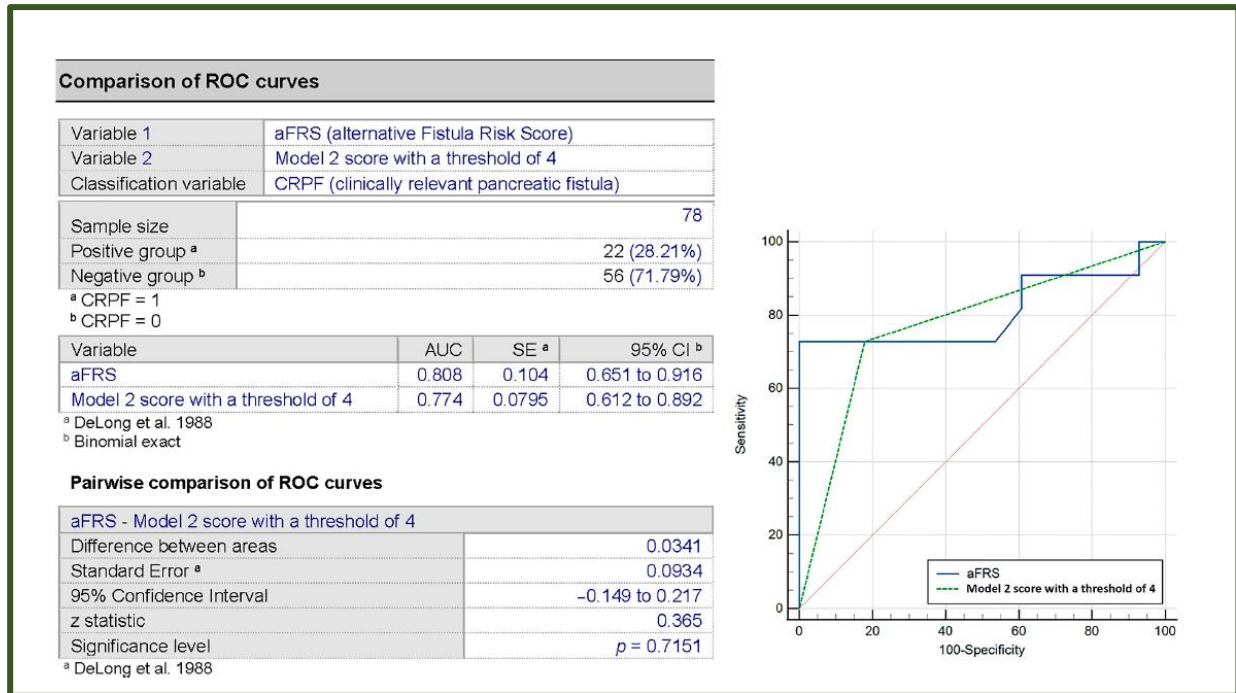 Comparison of ROC curves
Variable 1 aFRS (alternative Fistula Risk Score)
Variable 2 Model 2 score with a threshold of 4
Classification variable CRPF (clinically relevant pancreatic fistula)
Sample size 78
Positive group ᵃ 22 (28.21%)
Negative group ᵇ 56 (71.79%)
ᵃ CRPF = 1
ᵇ CRPF = 0
Variable AUC SE ᵃ 95% CI ᵇ
aFRS 0.808 0.104 0.651 to 0.916
Model 2 score with a threshold of 4 0.774 0.0795 0.612 to 0.892
ᵃ DeLong et al. 1988
ᵇ Binomial exact
Pairwise comparison of ROC curves
aFRS - Model 2 score with a threshold of 4
Difference between areas 0.0341
Standard Error ᵃ 0.0934
95% Confidence Interval −0.149 to 0.217
z statistic 0.365
Significance level p = 0.7151
ᵃ DeLong et al. 1988
Sensitivity
100
80
60
40
20
0
0 20 40 60 80 100
100-Specificity
aFRS
Model 2 score with a threshold of 4